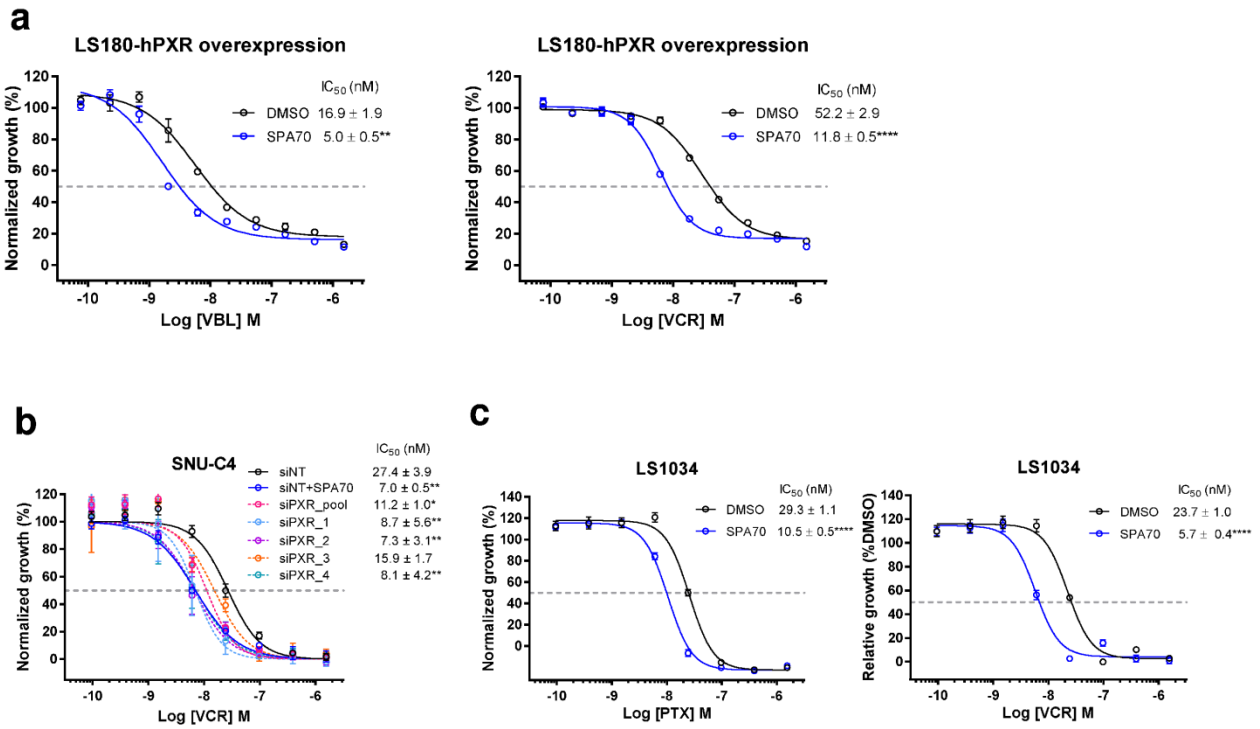 a
LS180-hPXR overexpression
IC50 (nM)
DMSO 16.9 ± 1.9
SPA70 5.0 ± 0.5**
Normalized growth (%)
120
100
80
60
40
20
0
-10 -9 -8 -7 -6
Log [VBL] M
LS180-hPXR overexpression
IC50 (nM)
DMSO 52.2 ± 2.9
SPA70 11.8 ± 0.5****
Normalized growth (%)
120
100
80
60
40
20
0
-10 -9 -8 -7 -6
Log [VCR] M
b
SNU-C4
IC50 (nM)
siNT 27.4 ± 3.9
siNT+SPA70 7.0 ± 0.5**
siPXR_pool 11.2 ± 1.0*
siPXR_1 8.7 ± 5.6**
siPXR_2 7.3 ± 3.1**
siPXR_3 15.9 ± 1.7
siPXR_4 8.1 ± 4.2**
Normalized growth (%)
120
100
80
60
40
20
0
-10 -9 -8 -7 -6
Log [VCR] M
c
LS1034
IC50 (nM)
DMSO 29.3 ± 1.1
SPA70 10.5 ± 0.5****
Normalized growth (%)
140
120
100
80
60
40
20
0
-10 -9 -8 -7 -6
Log [PTX] M
LS1034
IC50 (nM)
DMSO 23.7 ± 1.0
SPA70 5.7 ± 0.4****
Relative growth (%DMSO)
140
120
100
80
60
40
20
0
-10 -9 -8 -7 -6
Log [VCR] M